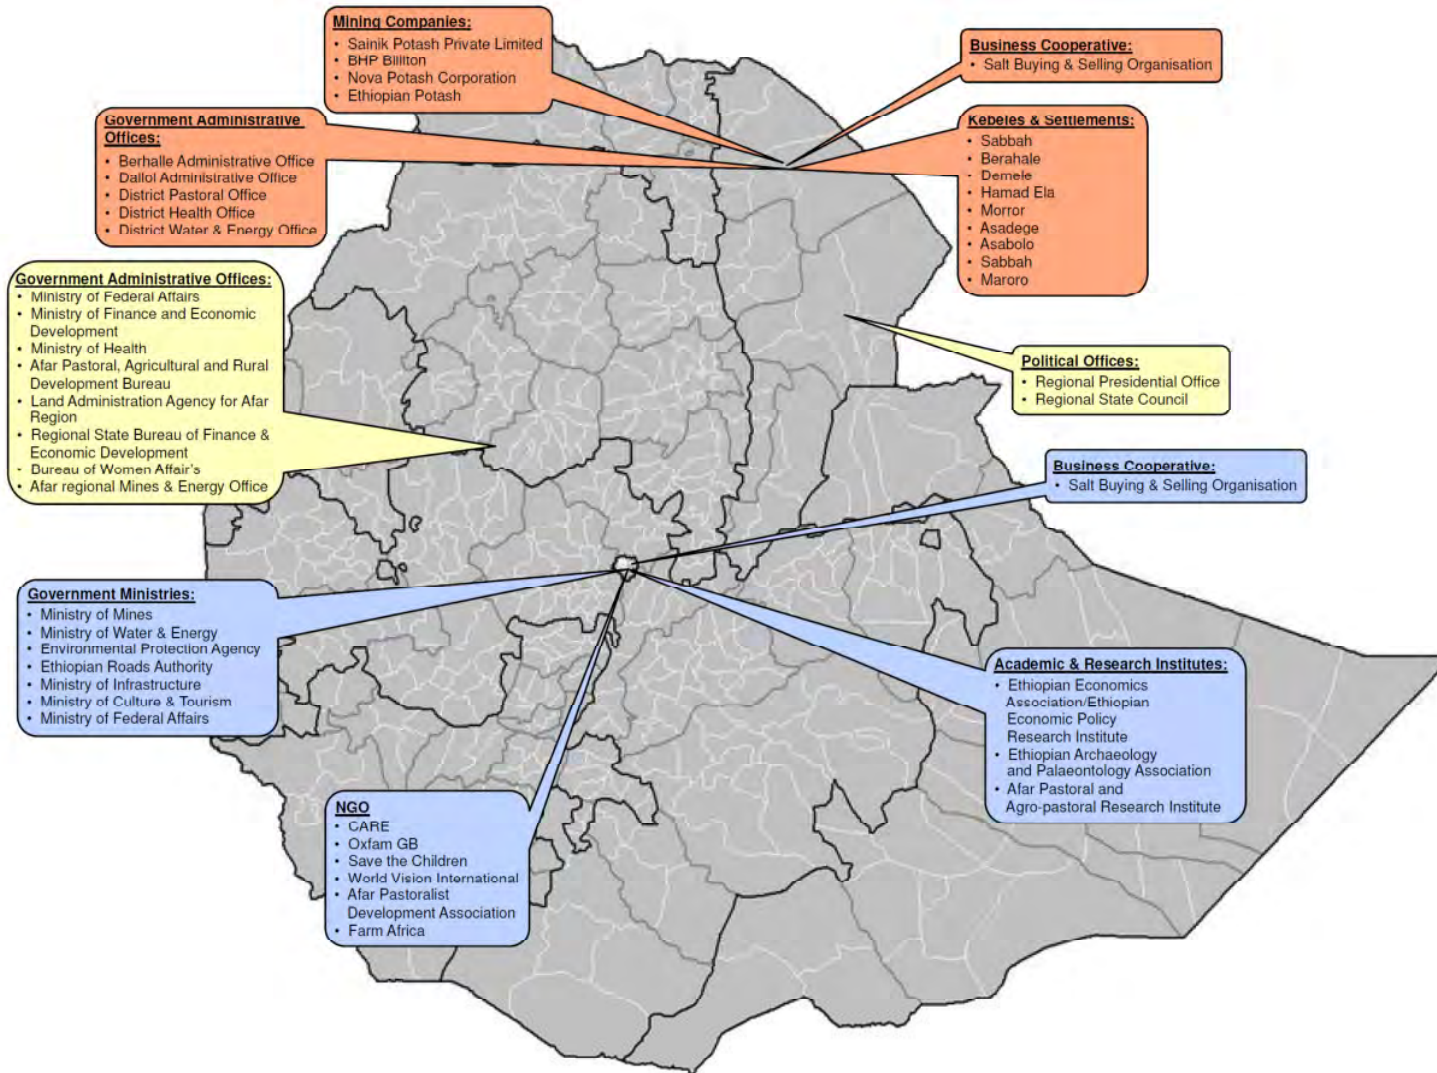 Mining Companies:
• Sainik Potash Private Limited
• BHP Billiton
• Nova Potash Corporation
• Ethiopian Potash
Business Cooperative:
• Salt Buying & Selling Organisation
Government Administrative
Offices:
• Berhalle Administrative Office
• Dallol Administrative Office
• District Pastoral Office
• District Health Office
• District Water & Energy Office
Kebeles & Settlements:
• Sabbah
• Berahale
• Demele
• Hamad Ela
• Morror
• Asadege
• Asabolo
• Sabbah
• Maroro
Government Administrative Offices:
• Ministry of Federal Affairs
• Ministry of Finance and Economic
Development
• Ministry of Health
• Afar Pastoral, Agricultural and Rural
Development Bureau
• Land Administration Agency for Afar
Region
• Regional State Bureau of Finance &
Economic Development
• Bureau of Women Affair's
• Afar regional Mines & Energy Office
Political Offices:
• Regional Presidential Office
• Regional State Council
Business Cooperative:
• Salt Buying & Selling Organisation
Government Ministries:
• Ministry of Mines
• Ministry of Water & Energy
• Environmental Protection Agency
• Ethiopian Roads Authority
• Ministry of Infrastructure
• Ministry of Culture & Tourism
• Ministry of Federal Affairs
Academic & Research Institutes:
• Ethiopian Economics
Association/Ethiopian
Economic Policy
Research Institute
• Ethiopian Archaeology
and Palaeontology Association
• Afar Pastoral and
Agro-pastoral Research Institute
NGO
• CARE
• Oxfam GB
• Save the Children
• World Vision International
• Afar Pastoralist
Development Association
• Farm Africa